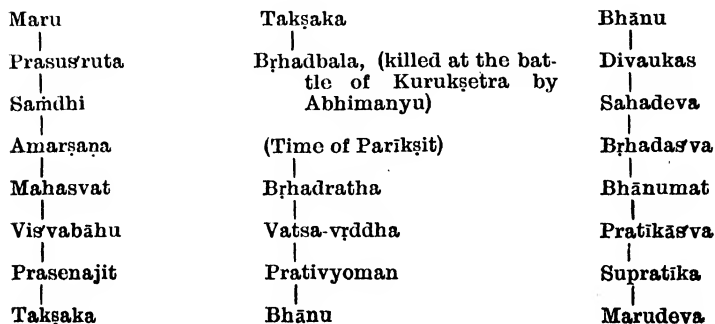 Maru
Prasus′ruta
Saṁdhi
Amarṣaṇa
Mahasvat
Vis′vabāhu
Prasenajit
Takṣaka
Takṣaka
Bṛhadbala, (killed at the bat-
tle of Kurukṣetra by
Abhimanyu)
(Time of Parīkṣit)
Bṛhadratha
Vatsa-vṛddha
Prativyoman
Bhānu
Bhānu
Divaukas
Sahadeva
Bṛhadas′va
Bhānumat
Pratīkās′va
Supratīka
Marudeva